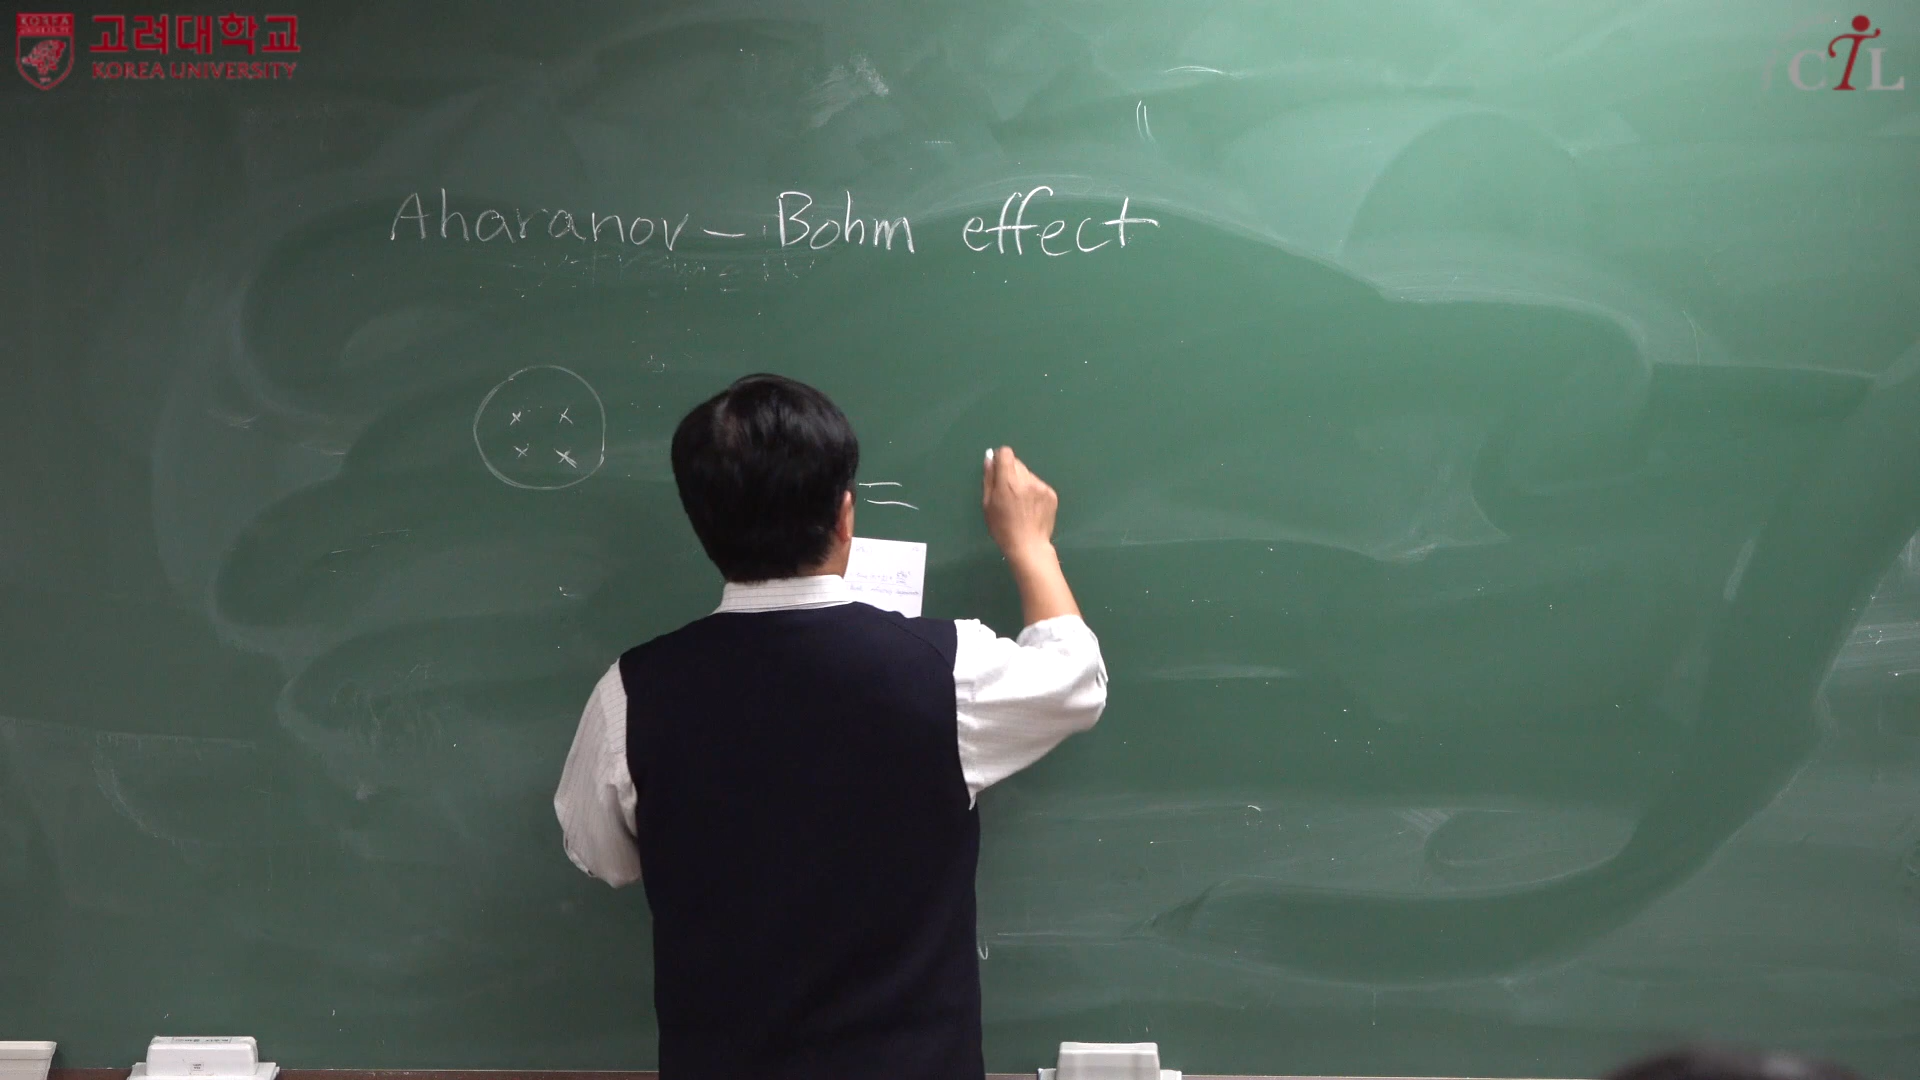 고려대학교
KOREA UNIVERSITY
CTL
Aharanov - Bohm effect
x x
x x
=